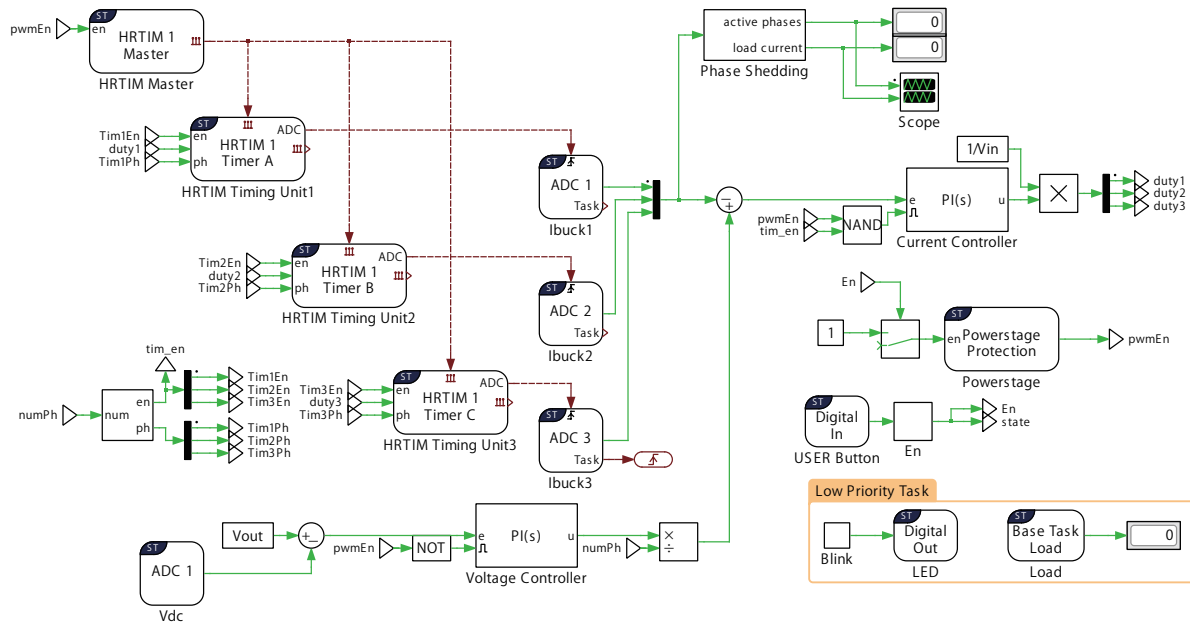 pwmEn
ST
en
HRTIM 1
Master
HRTIM Master
Tim1En
duty1
Tim1Ph
ST
en
ph
HRTIM 1
Timer A
ADC
HRTIM Timing Unit1
Tim2En
duty2
Tim2Ph
ST
en
ph
HRTIM 1
Timer B
ADC
HRTIM Timing Unit2
Tim3En
duty3
Tim3Ph
ST
en
ph
HRTIM 1
Timer C
ADC
HRTIM Timing Unit3
ST
ADC 1
Task
Ibuck1
ST
ADC 2
Task
Ibuck2
ST
ADC 3
Task
Ibuck3
active phases
load current
Phase Shedding
0
0
Scope
−
+
pwmEn
tim_en
NAND
e
PI(s)
u
Current Controller
1/Vin
×
duty1
duty2
duty3
En
1
ST
en
Powerstage
Protection
Powerstage
pwmEn
ST
Digital
In
USER Button
En
En
state
numPh
num
en
ph
tim_en
Tim1En
Tim2En
Tim3En
Tim1Ph
Tim2Ph
Tim3Ph
ST
ADC 1
Vdc
Vout
+
−
pwmEn
NOT
e
PI(s)
u
Voltage Controller
numPh
×
÷
Low Priority Task
Blink
ST
Digital
Out
LED
ST
Base Task
Load
Load
0